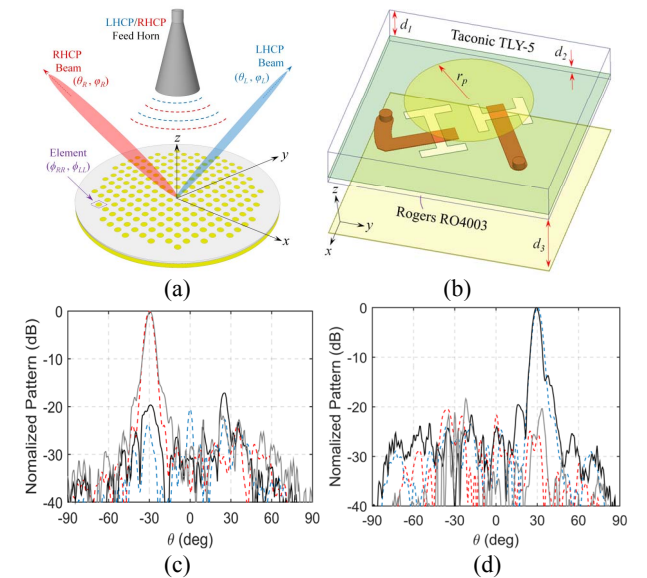 LHCP/RHCP
Feed Horn
RHCP
Beam
(θR, φR)
LHCP
Beam
(θL, φL)
Element
(ϕRR, ϕLL)
z
y
x
(a)
d1
Taconic TLY-5
d2
rp
Rogers RO4003
z
y
x
d3
(b)
Nomalized Pattern (dB)
0
-10
-20
-30
-40
-90 -60 -30 0 30 60 90
θ (deg)
(c)
Nomalized Pattern (dB)
0
-10
-20
-30
-40
-90 -60 -30 0 30 60 90
θ (deg)
(d)